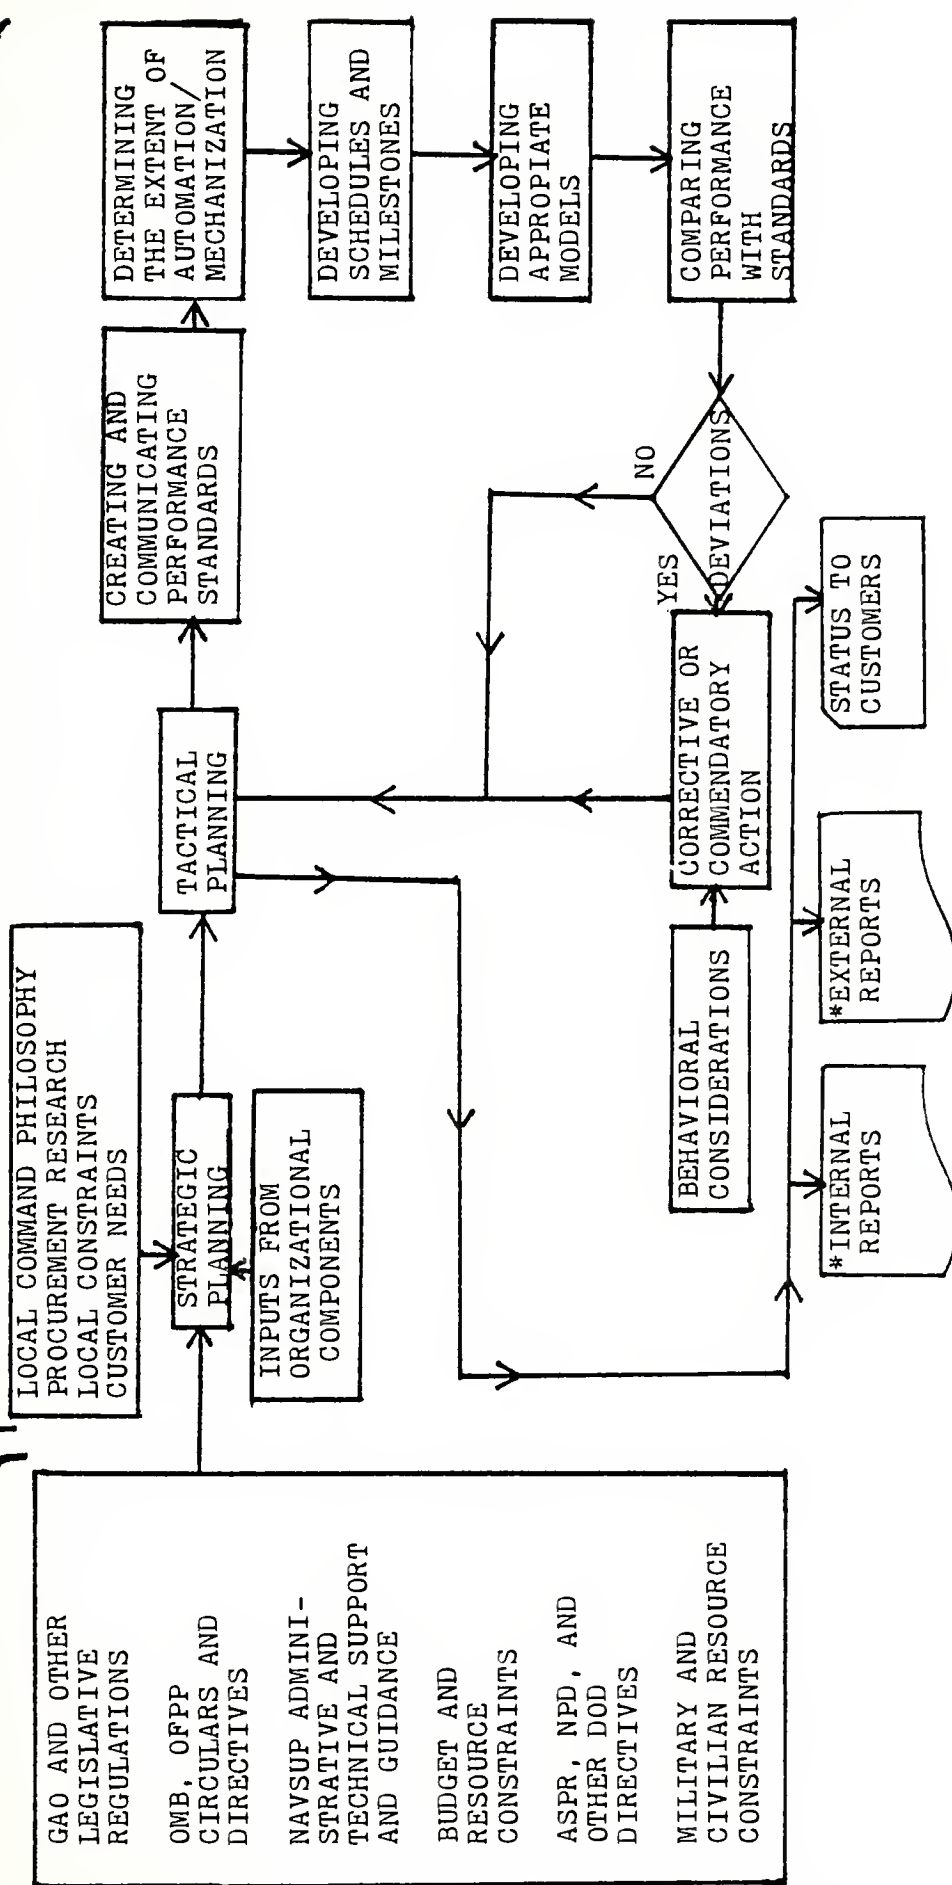 GAO AND OTHER
LEGISLATIVE
REGULATIONS
OMB, OFPP
CIRCULARS AND
DIRECTIVES
NAVSUP ADMINI-
STRATIVE AND
TECHNICAL SUPPORT
AND GUIDANCE
BUDGET AND
RESOURCE
CONSTRAINTS
ASPR, NPD, AND
OTHER DOD
DIRECTIVES
MILITARY AND
CIVILIAN RESOURCE
CONSTRAINTS
LOCAL COMMAND PHILOSOPHY
PROCUREMENT RESEARCH
LOCAL CONSTRAINTS
CUSTOMER NEEDS
STRATEGIC
PLANNING
INPUTS FROM
ORGANIZATIONAL
COMPONENTS
TACTICAL
PLANNING
CREATING AND
COMMUNICATING
PERFORMANCE
STANDARDS
DETERMINING
THE EXTENT OF
AUTOMATION/
MECHANIZATION
DEVELOPING
SCHEDULES AND
MILESTONES
DEVELOPING
APPROPIATE
MODELS
COMPARING
PERFORMANCE
WITH
STANDARDS
NO
YES
DEVIATIONS
CORRECTIVE OR
COMMENDATORY
ACTION
BEHAVIORAL
CONSIDERATIONS
*INTERNAL
REPORTS
*EXTERNAL
REPORTS
STATUS TO
CUSTOMERS